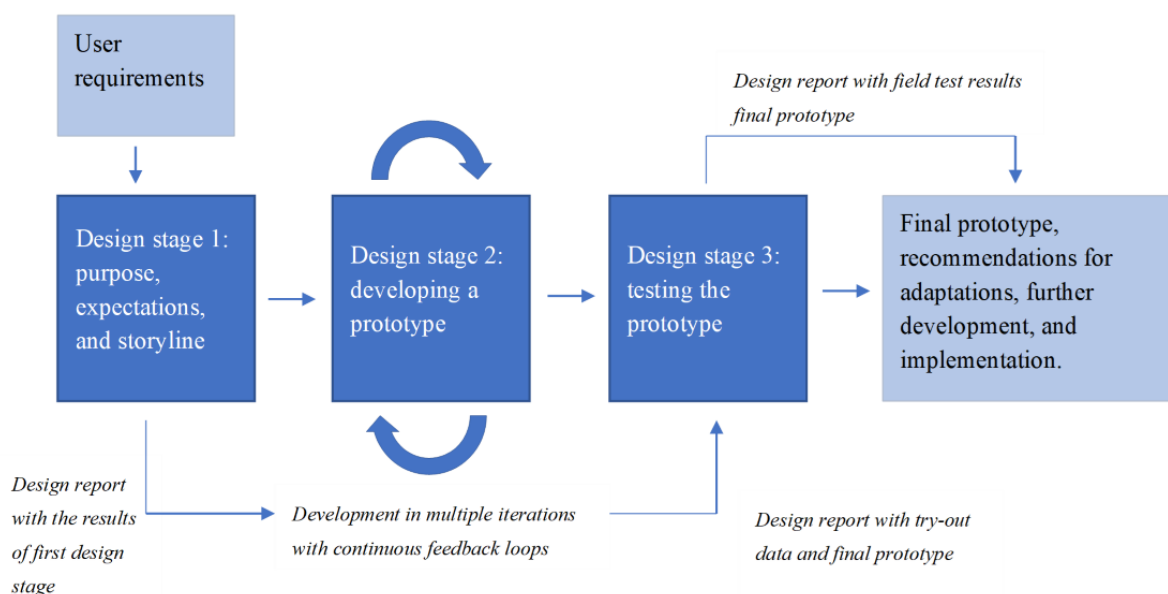 User
requirements
Design report with field test results
final prototype
Design stage 1:
purpose,
expectations,
and storyline
Design stage 2:
developing a
prototype
Design stage 3:
testing the
prototype
Final prototype,
recommendations for
adaptations, further
development, and
implementation.
Design report
with the results
of first design
stage
Development in multiple iterations
with continuous feedback loops
Design report with try-out
data and final prototype